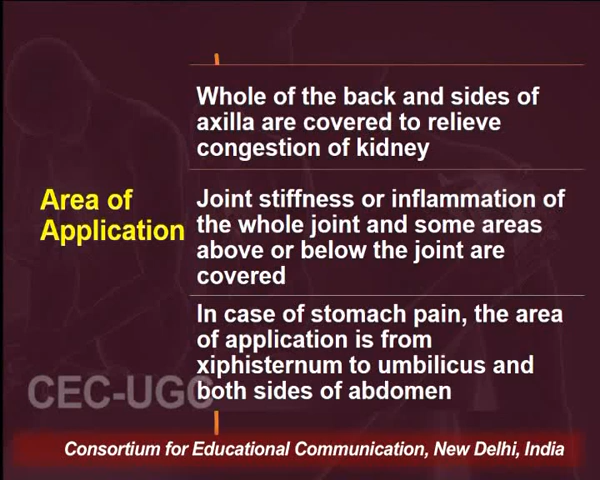 Whole of the back and sides of
axilla are covered to relieve
congestion of kidney
Area of
Application
Joint stiffness or inflammation of
the whole joint and some areas
above or below the joint are
covered
In case of stomach pain, the area
of application is from
xiphisternum to umbilicus and
both sides of abdomen
CEC-UGC
Consortium for Educational Communication, New Delhi, India